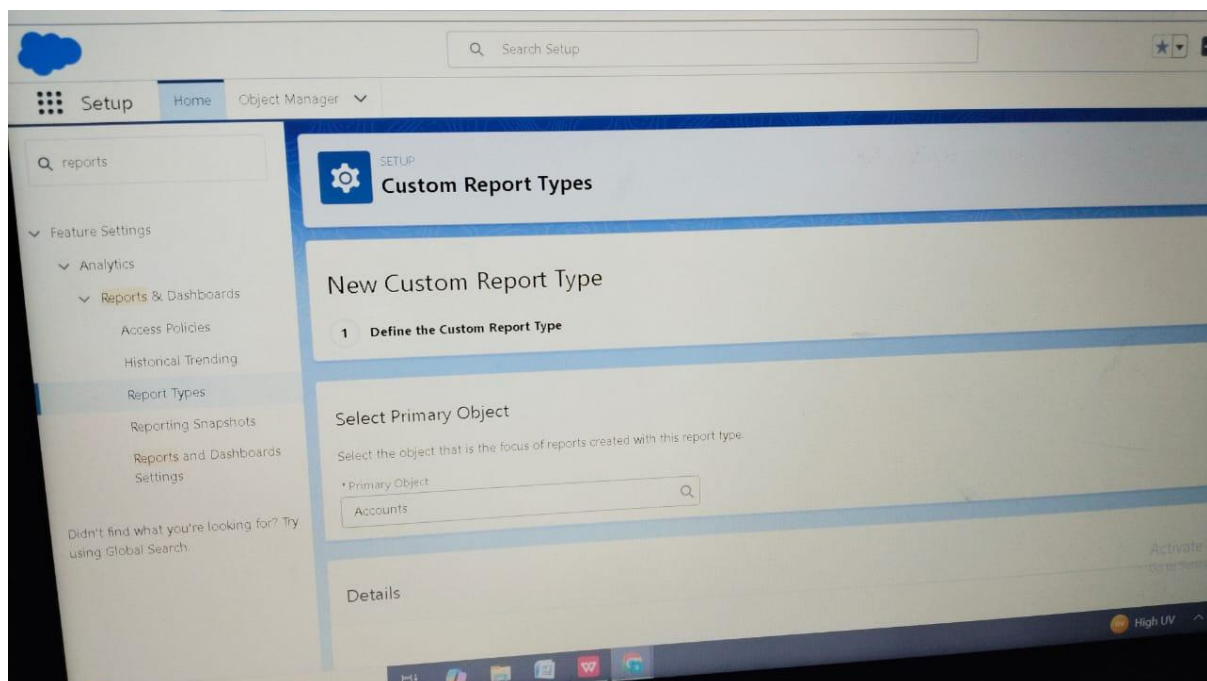 Search Setup
Setup
Home
Object Manager
reports
Feature Settings
Analytics
Reports & Dashboards
Access Policies
Historical Trending
Report Types
Reporting Snapshots
Reports and Dashboards
Settings
Didn't find what you're looking for? Try
using Global Search.
SETUP
Custom Report Types
New Custom Report Type
1 Define the Custom Report Type
Select Primary Object
Select the object that is the focus of reports created with this report type.
* Primary Object
Accounts
Details
Activate
High UV